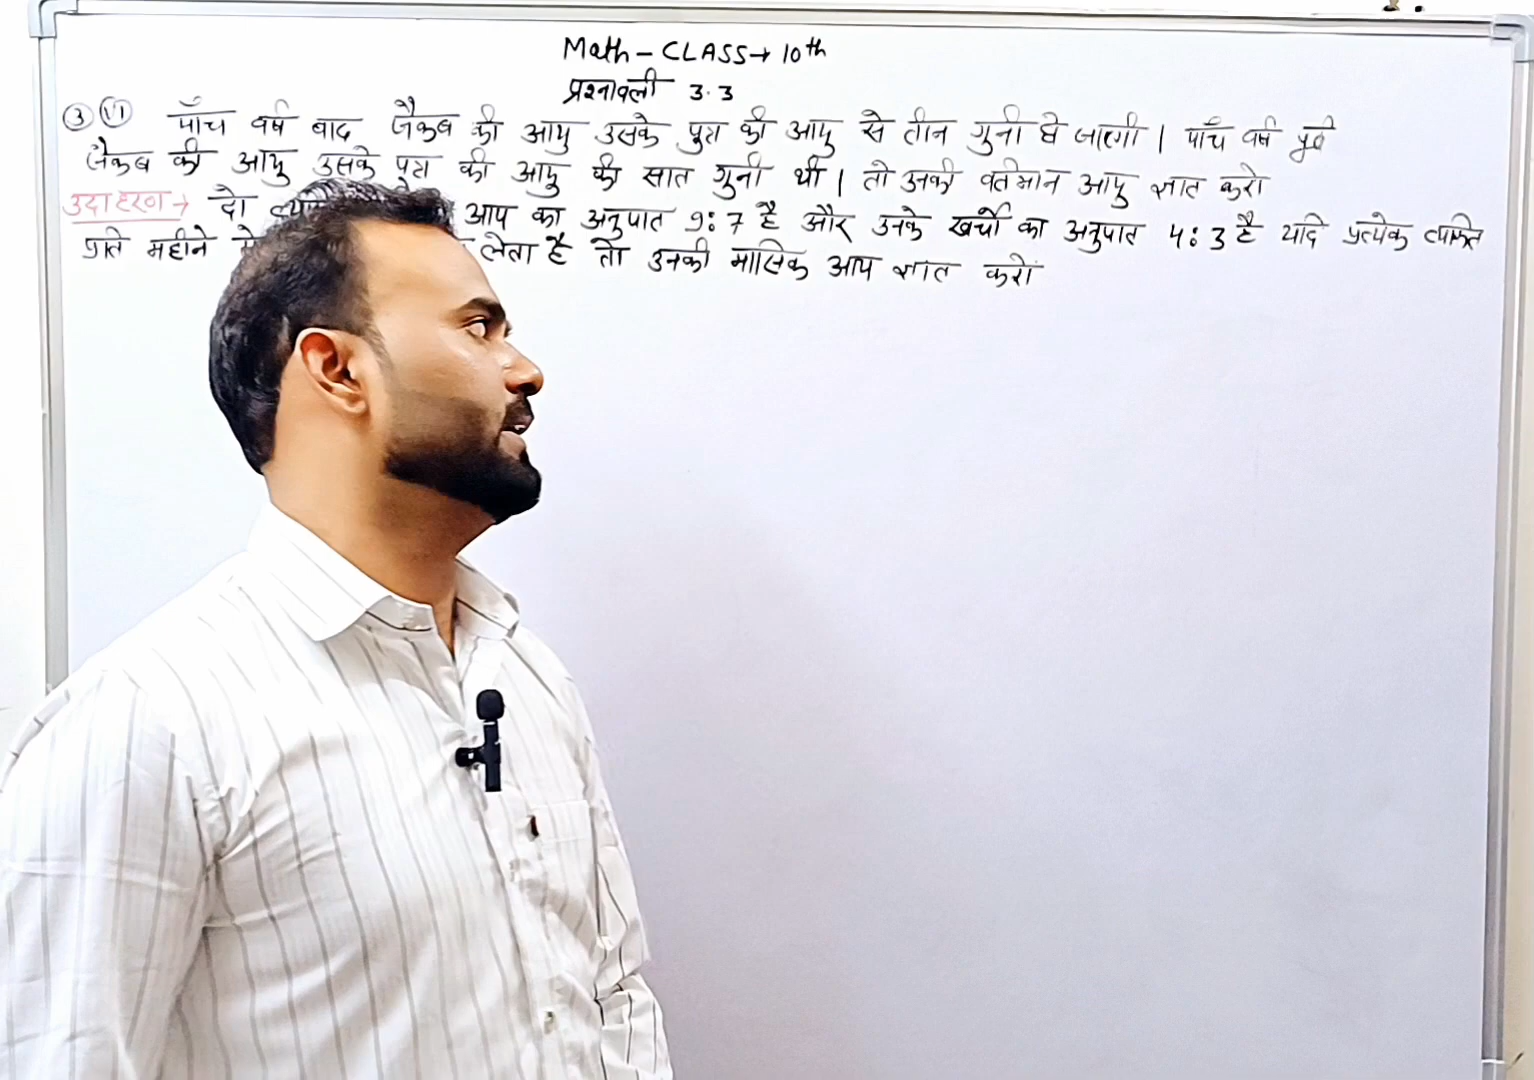 Math - CLASS → 10th
प्रश्नावली 3.3
③ (VI) पाँच वर्ष बाद जैकब की आयु उसके पुत्र की आयु से तीन गुनी हो जाएगी । पाँच वर्ष पूर्व
जैकब की आयु उसके पुत्र की आयु की सात गुनी थी । तो उनकी वर्तमान आयु ज्ञात करो
उदाहरण → दो आय का अनुपात 9:7 है और उनके खर्चो का अनुपात 4:3 है यदि प्रत्येक व्यक्ति
प्रति महीने लेता है तो उनकी मासिक आय ज्ञात करों